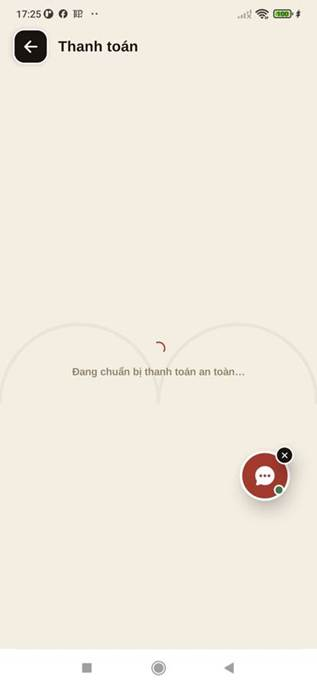 17:25
100
Thanh toán
Đang chuẩn bị thanh toán an toàn...